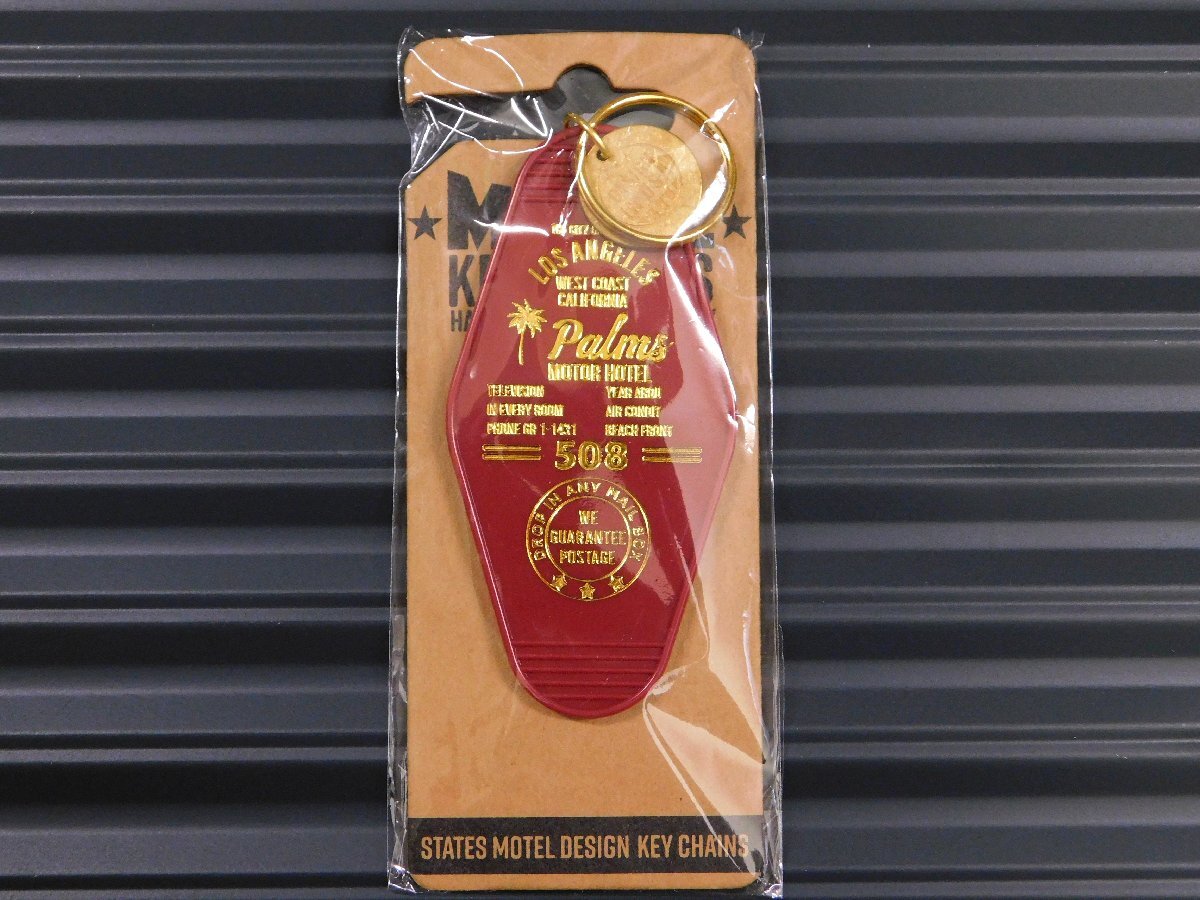 LOS ANGELES
WEST COAST
CALIFORNIA
Palms
MOTOR HOTEL
TELEVISION YEAR AROU
IN EVERY ROOM AIR CONDIT
PHONE GR 1-1431 BEACH FRONT
508
DROP IN ANY MAIL BOX
WE
GUARANTEE
POSTAGE
STATES MOTEL DESIGN KEY CHAINS